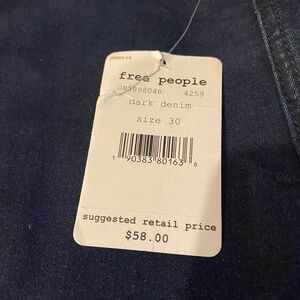 free people
OB589804R 4259
dark denim
size 30
1 90383 80163 6
suggested retail price
$58.00